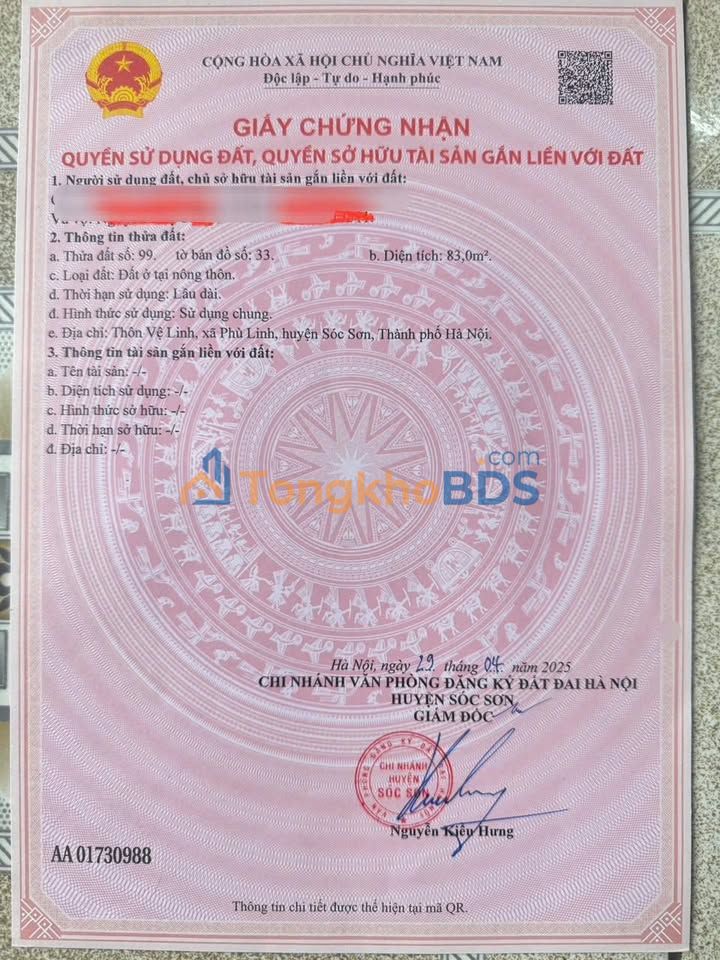 CỘNG HÒA XÃ HỘI CHỦ NGHĨA VIỆT NAM
Độc lập - Tự do - Hạnh phúc
GIẤY CHỨNG NHẬN
QUYỀN SỬ DỤNG ĐẤT, QUYỀN SỞ HỮU TÀI SẢN GẮN LIỀN VỚI ĐẤT
1. Người sử dụng đất, chủ sở hữu tài sản gắn liền với đất:
2. Thông tin thửa đất:
a. Thửa đất số: 99. tờ bản đồ số: 33. b. Diện tích: 83,0m².
c. Loại đất: Đất ở tại nông thôn.
d. Thời hạn sử dụng: Lâu dài.
đ. Hình thức sử dụng: Sử dụng chung.
e. Địa chỉ: Thôn Vệ Linh, xã Phù Linh, huyện Sóc Sơn, Thành phố Hà Nội.
3. Thông tin tài sản gắn liền với đất:
a. Tên tài sản: -/-
b. Diện tích sử dụng: -/-
c. Hình thức sở hữu: -/-
d. Thời hạn sở hữu: -/-
đ. Địa chỉ: -/-
TongkhoBDS.com
Hà Nội, ngày 29 tháng 04 năm 2025
CHI NHÁNH VĂN PHÒNG ĐĂNG KÝ ĐẤT ĐAI HÀ NỘI
HUYỆN SÓC SƠN
GIÁM ĐỐC
CHI NHÁNH
HUYỆN
SÓC SƠN
Nguyễn Kiều Hưng
AA 01730988
Thông tin chi tiết được thể hiện tại mã QR.